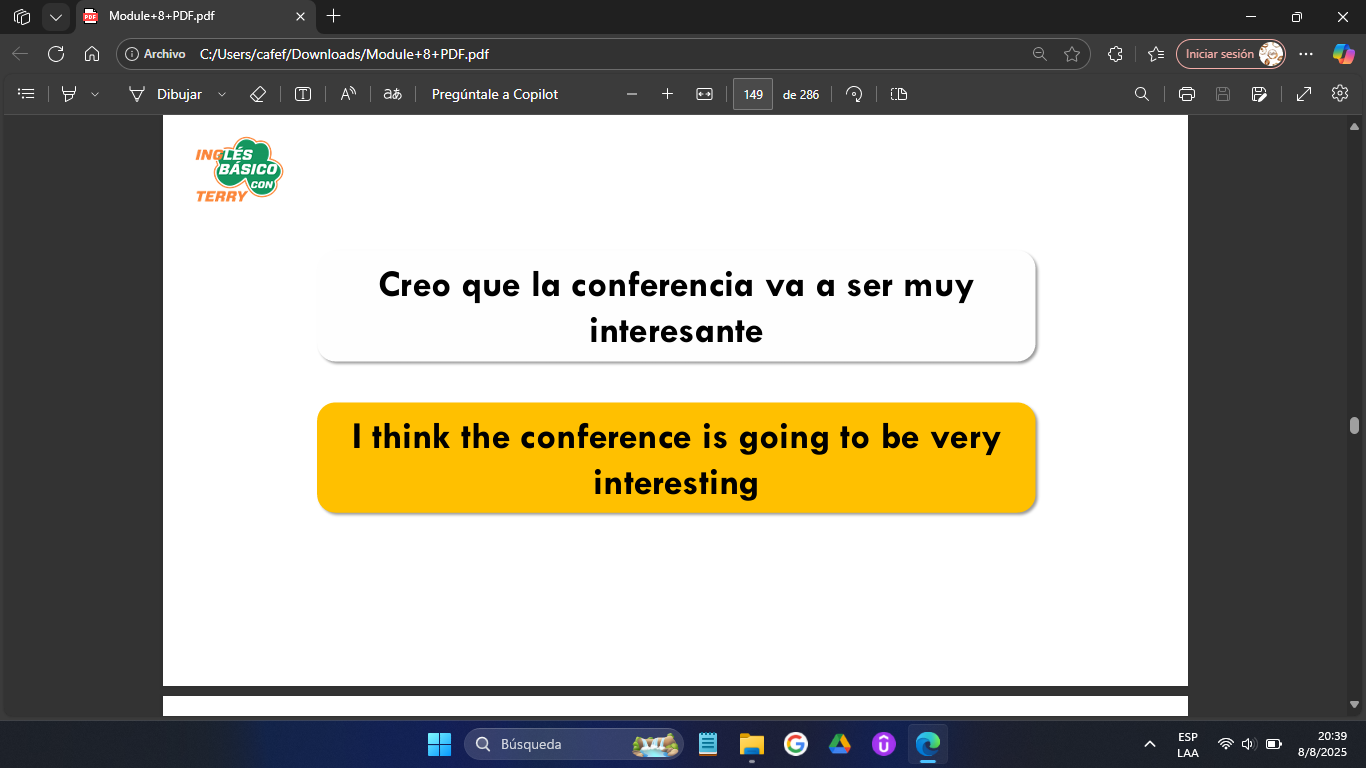 Module+8+PDF.pdf
Archivo C:/Users/cafef/Downloads/Module+8+PDF.pdf Iniciar sesión
Dibujar aあ Pregúntale a Copilot 149 de 286
INGLÉS
BÁSICO
CON
TERRY
Creo que la conferencia va a ser muy
interesante
I think the conference is going to be very
interesting
Búsqueda
ESP
LAA
20:39
8/8/2025